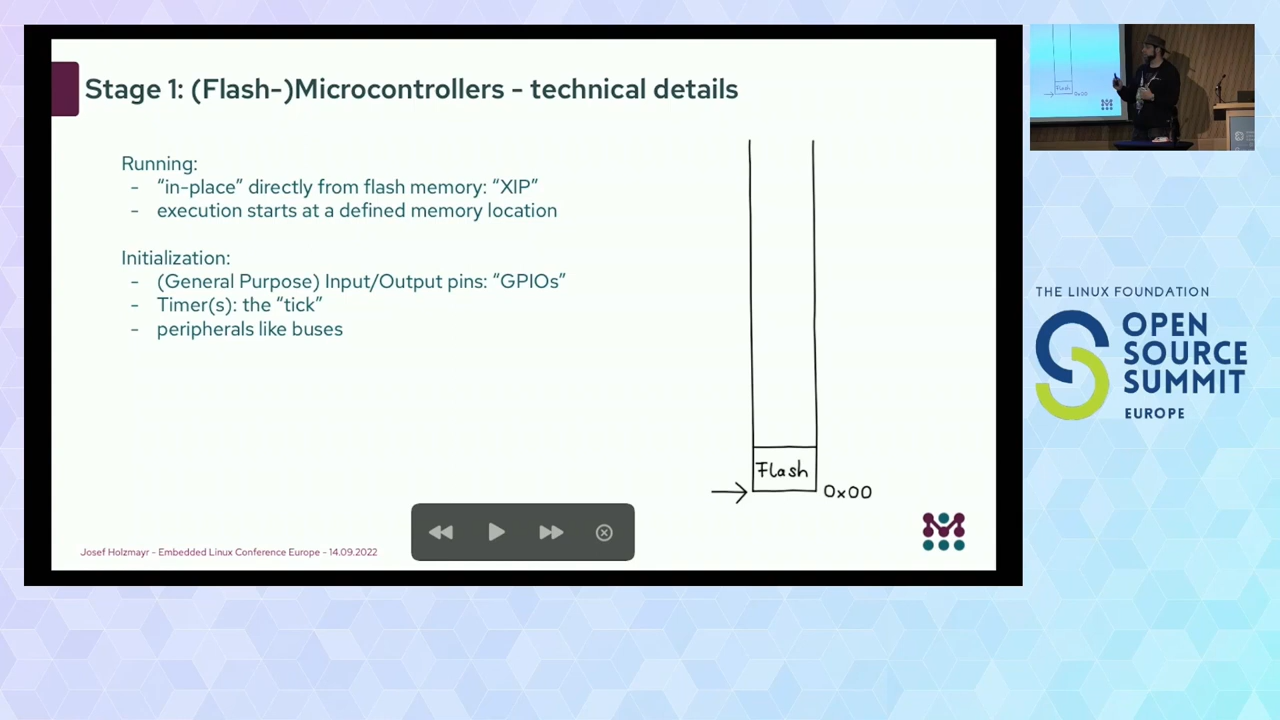 Stage 1: (Flash-)Microcontrollers - technical details
Running:
- “in-place” directly from flash memory: “XIP”
- execution starts at a defined memory location
Initialization:
- (General Purpose) Input/Output pins: “GPIOs”
- Timer(s): the “tick”
- peripherals like buses
Flash
0x00
Josef Holzmayr - Embedded Linux Conference Europe - 14.09.2022
Flash
0x00
THE LINUX FOUNDATION
OPEN
SOURCE
SUMMIT
EUROPE